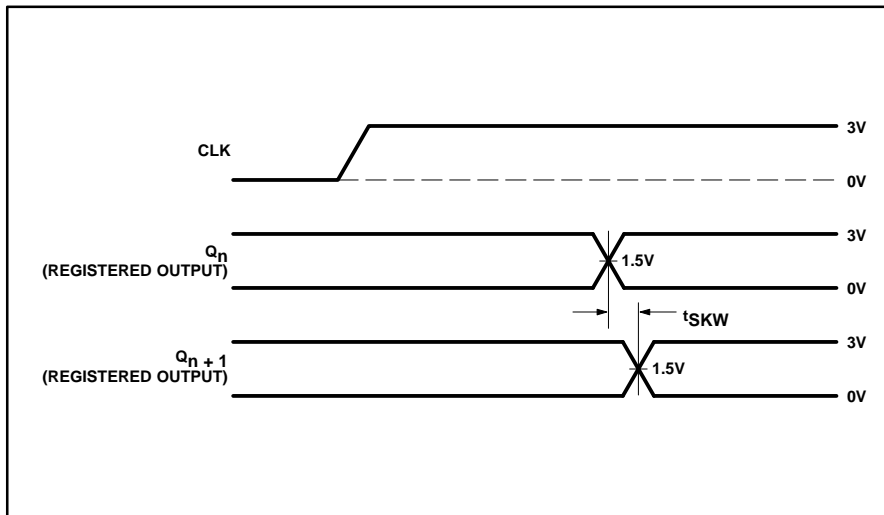 3V
CLK
0V
Qn
(REGISTERED OUTPUT)
3V
1.5V
0V
tSKW
Qn + 1
(REGISTERED OUTPUT)
3V
1.5V
0V